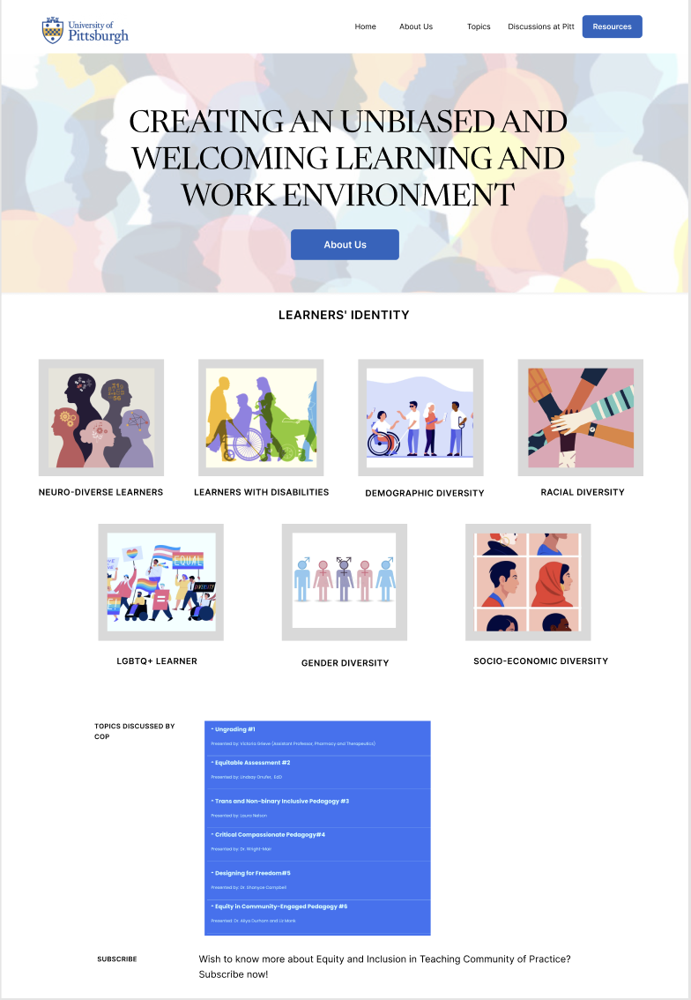 University of
Pittsburgh
Home
About Us
Topics
Discussions at Pitt
Resources
CREATING AN UNBIASED AND
WELCOMING LEARNING AND
WORK ENVIRONMENT
About Us
LEARNERS' IDENTITY
NEURO-DIVERSE LEARNERS
LEARNERS WITH DISABILITIES
DEMOGRAPHIC DIVERSITY
RACIAL DIVERSITY
EQUAL
DIVERSITY
LGBTQ+ LEARNER
GENDER DIVERSITY
SOCIO-ECONOMIC DIVERSITY
TOPICS DISCUSSED BY
COP
- Ungrading #1
Presented by: Victoria Grieve (Assistant Professor, Pharmacy and Therapeutics)
- Equitable Assessment #2
Presented by: Lindsay Onufer, EdD
- Trans and Non-binary Inclusive Pedagogy #3
Presented by: Laura Nelson
- Critical Compassionate Pedagogy#4
Presented by: Dr. Wright-Mair
- Designing for Freedom#5
Presented by: Dr. Shanyce Campbell
- Equity in Community-Engaged Pedagogy #6
Presented: Dr. Aliya Durham and Liz Monk
SUBSCRIBE
Wish to know more about Equity and Inclusion in Teaching Community of Practice?
Subscribe now!